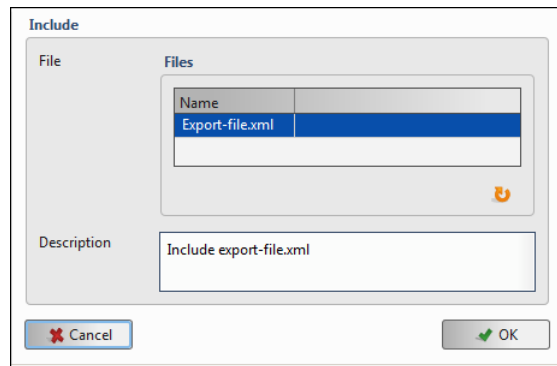 Include
File
Files
Name
Export-file.xml
Description
Include export-file.xml
Cancel
OK